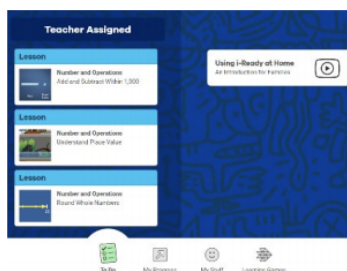 Teacher Assigned
Lesson
Number and Operations
Add and Subtract Within 1,000
Lesson
Number and Operations
Understand Place Value
Lesson
Number and Operations
Round Whole Numbers
Using i-Ready at Home
An Introduction for Families
To Do
My Progress
My Stuff
Learning Games